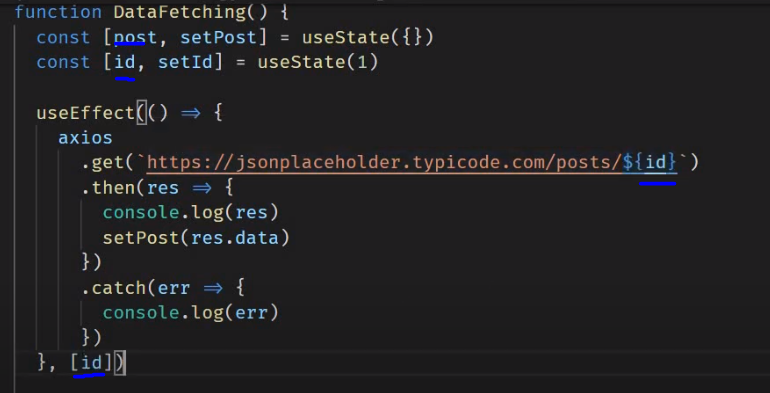 function DataFetching() {
const [post, setPost] = useState({})
const [id, setId] = useState(1)
useEffect(() ⇒ {
axios
.get(`https://jsonplaceholder.typicode.com/posts/${id}`)
.then(res ⇒ {
console.log(res)
setPost(res.data)
})
.catch(err ⇒ {
console.log(err)
})
}, [id])